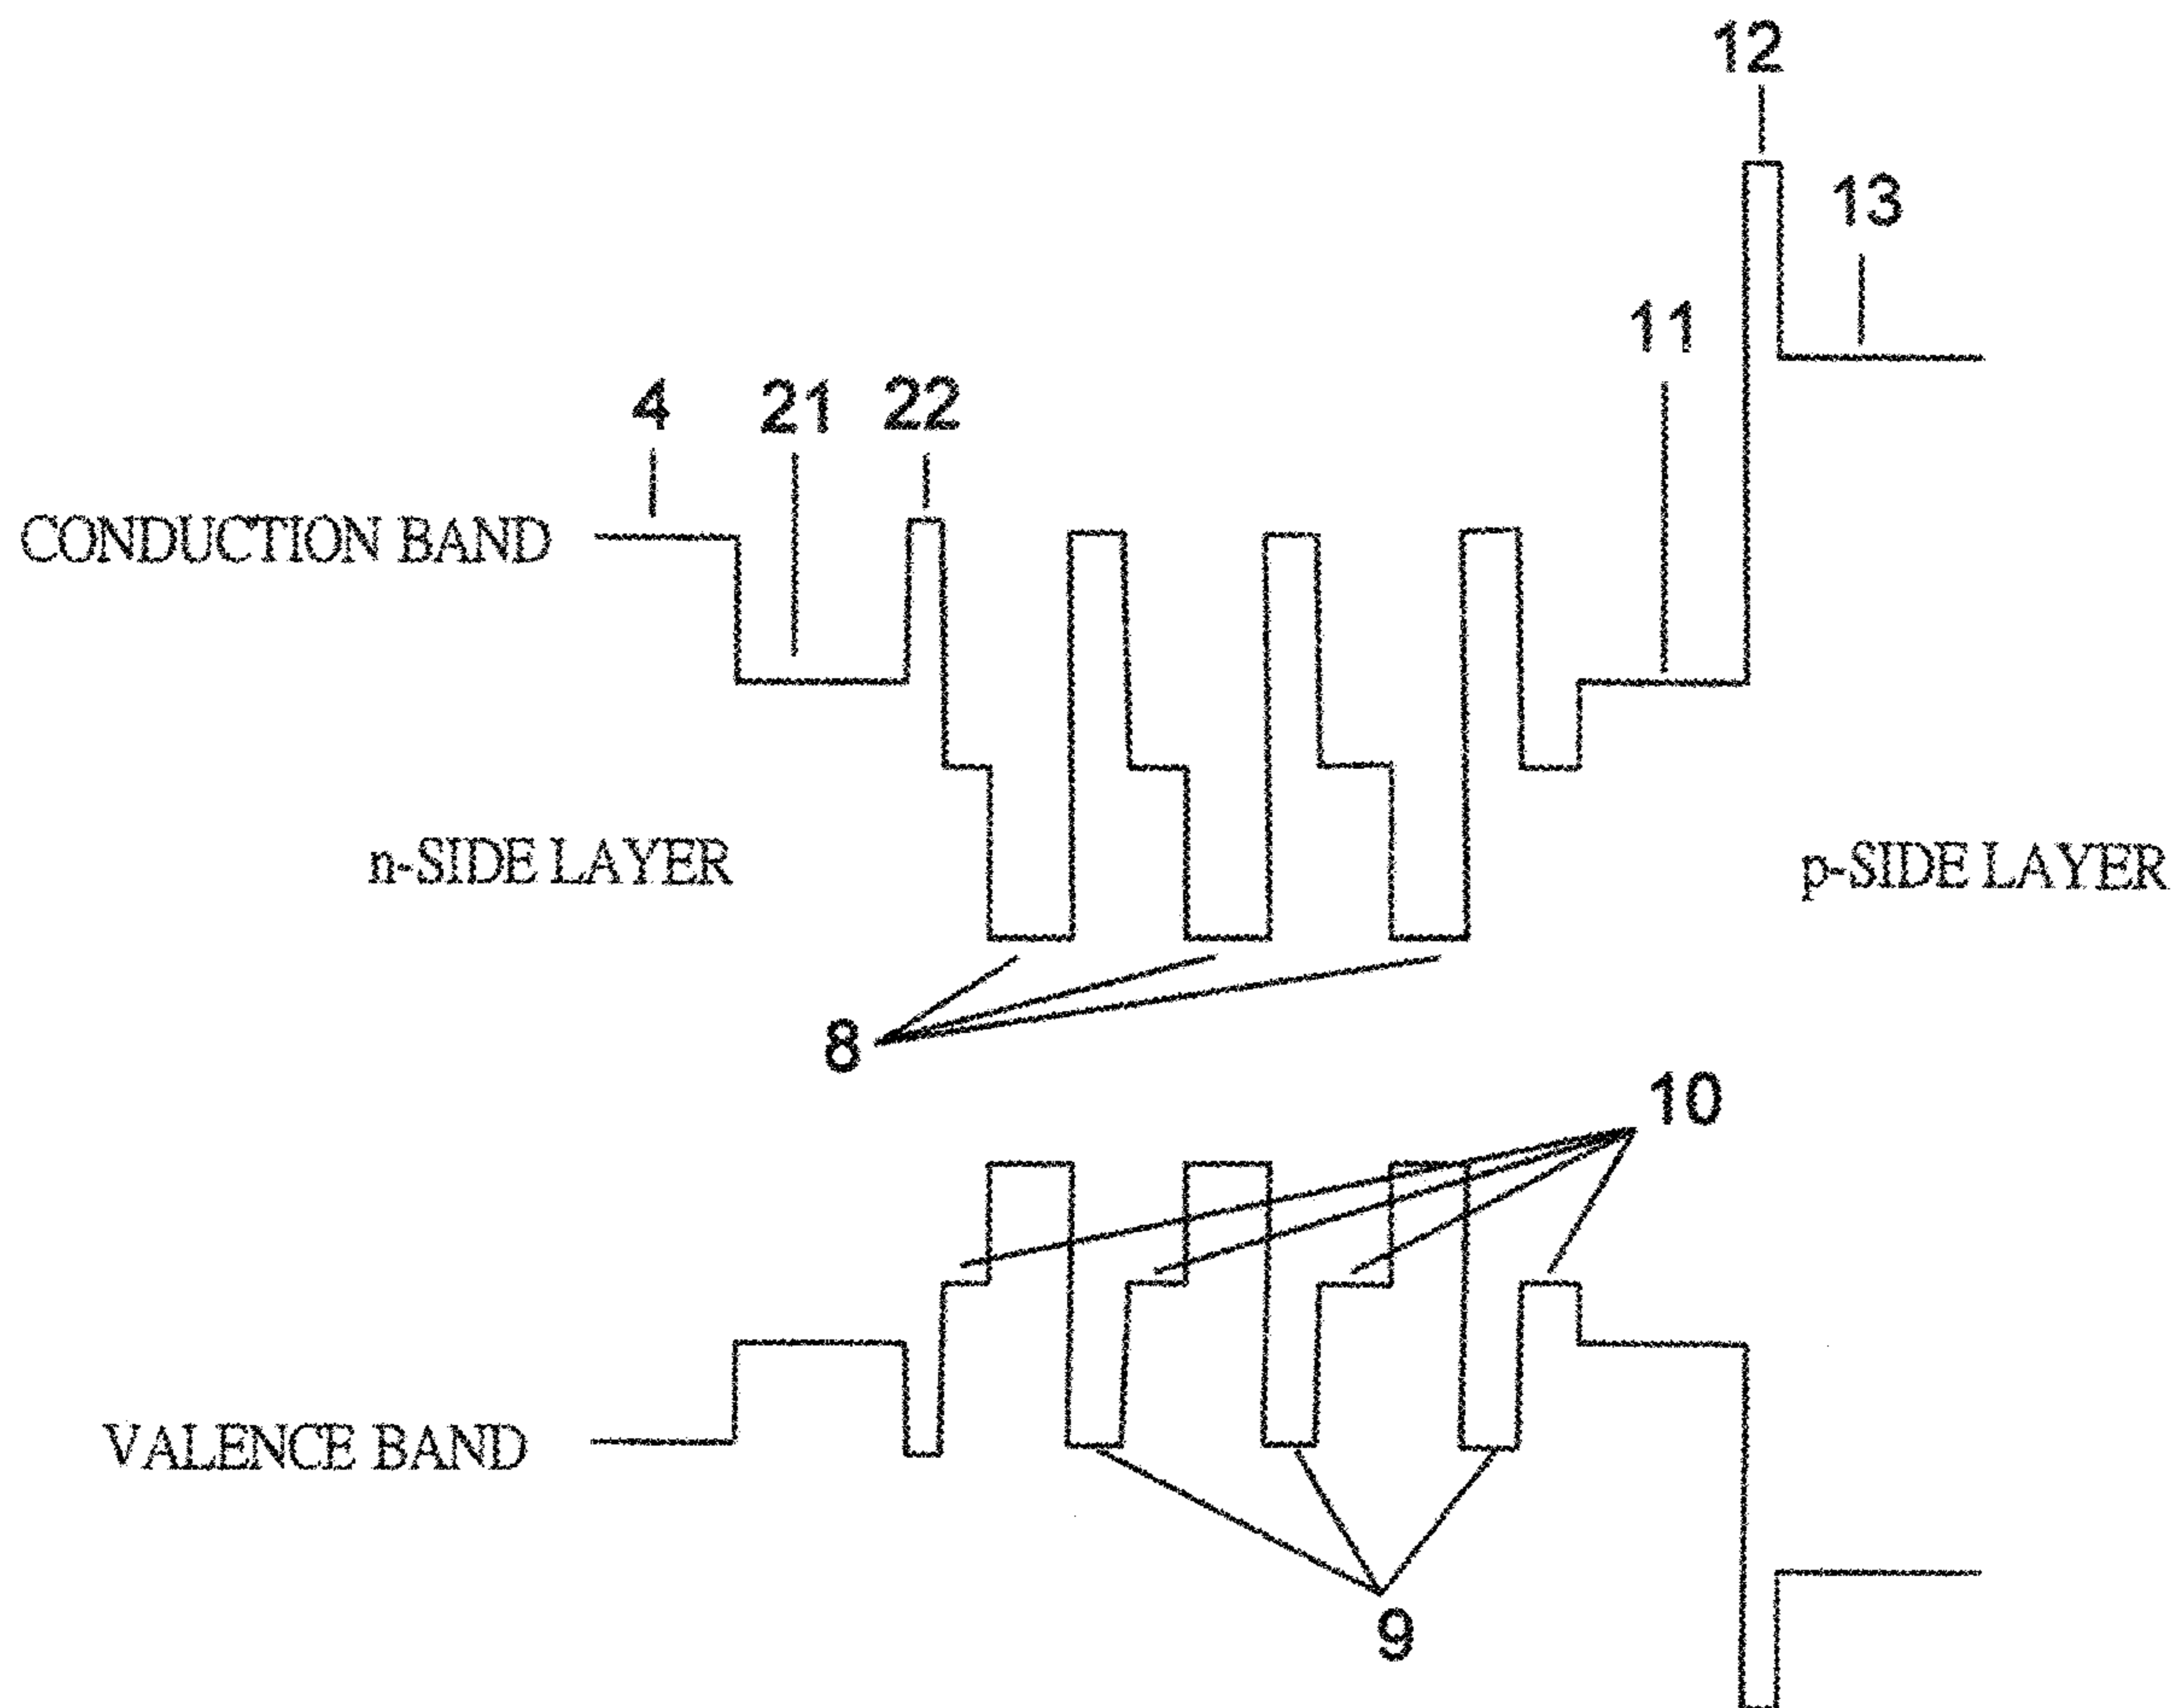 12
13
11
4
21
22
CONDUCTION BAND
n-SIDE LAYER
p-SIDE LAYER
8
10
VALENCE BAND
9